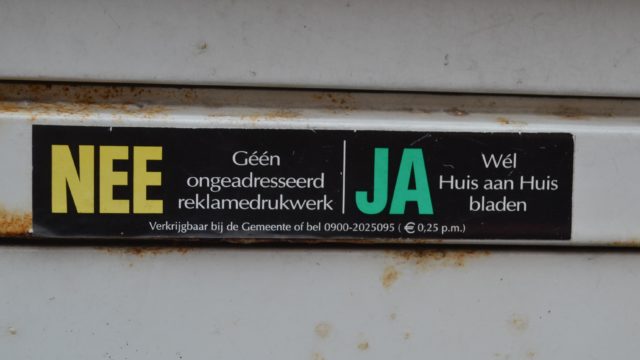 NEE
Géén
ongeadresseerd
reklamedrukwerk
JA
Wél
Huis aan Huis
bladen
Verkrijgbaar bij de Gemeente of bel 0900-2025095 ( € 0,25 p.m.)